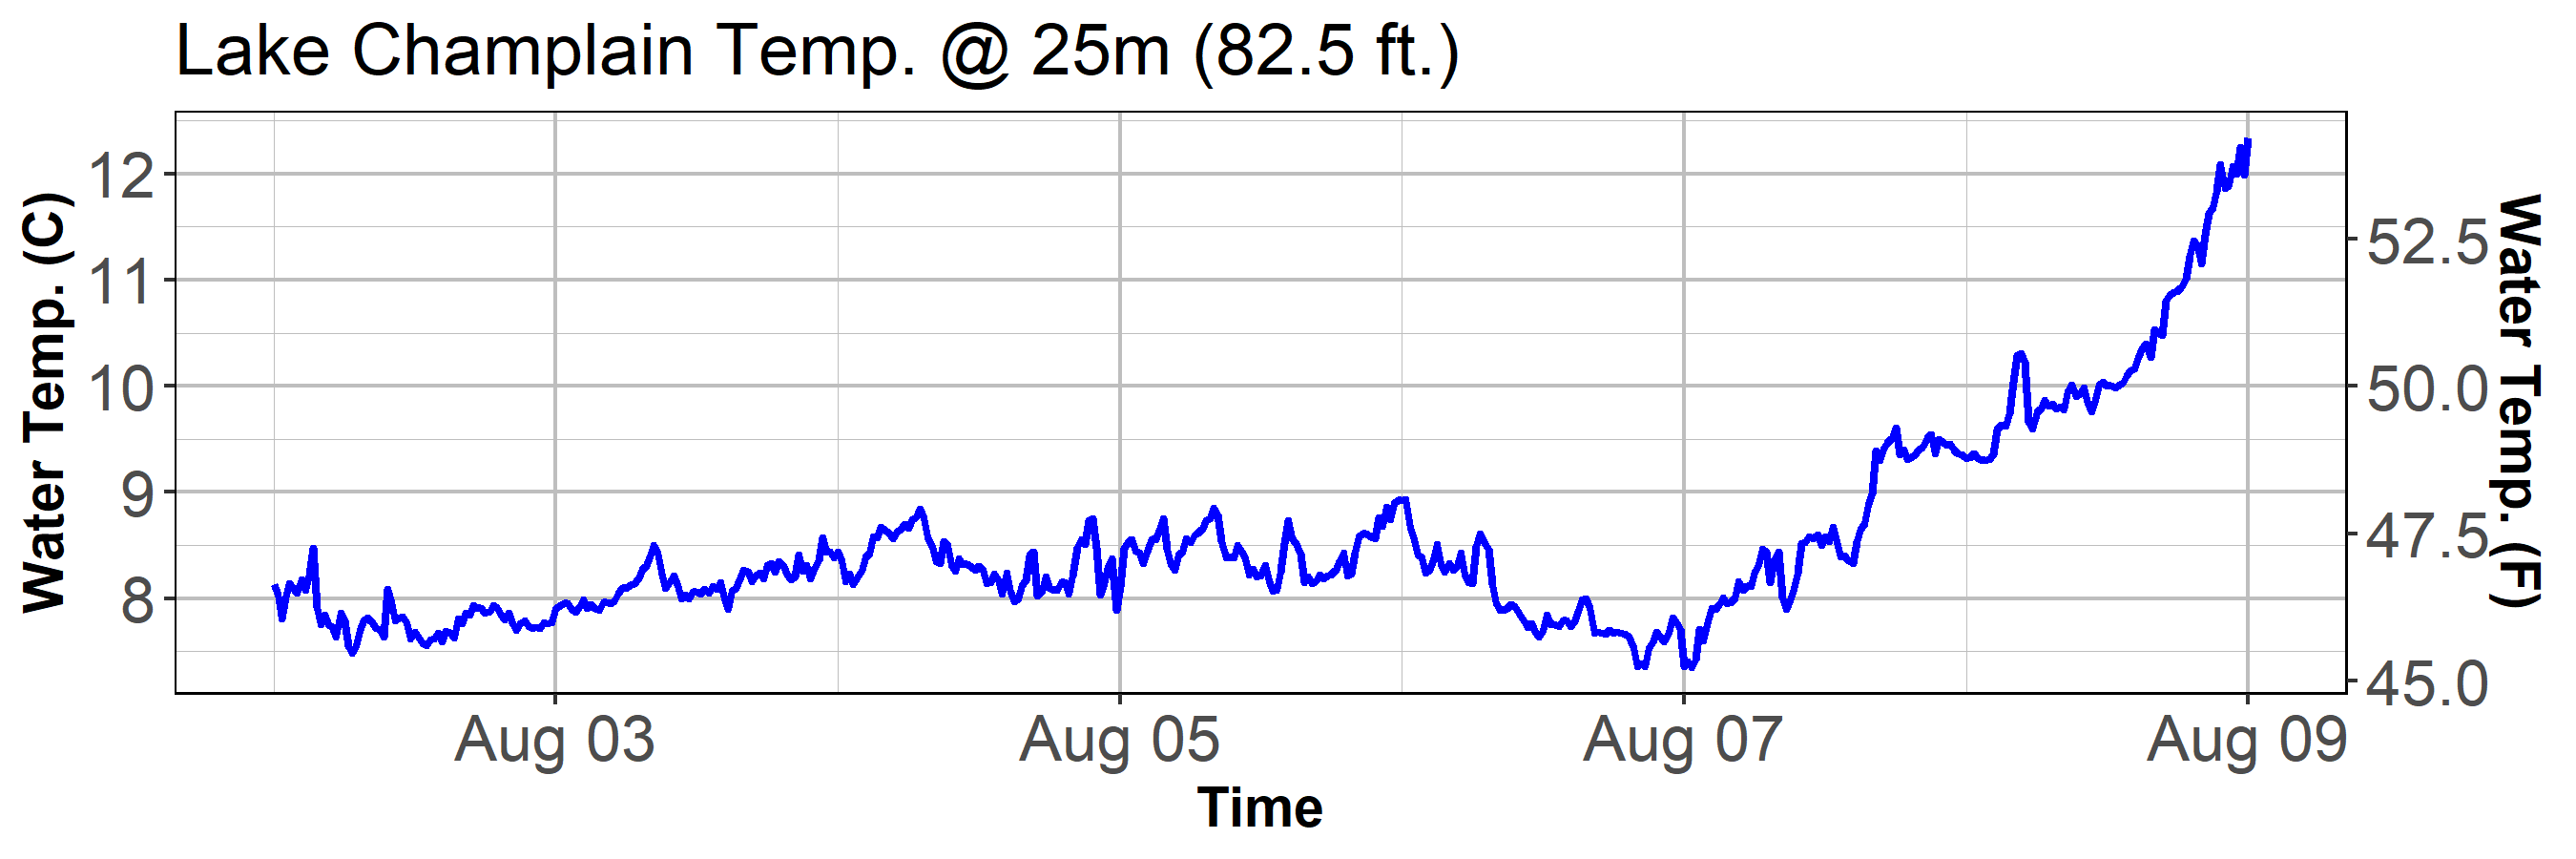 Lake Champlain Temp. @ 25m (82.5 ft.)
Water Temp. (C)
12
11
10
9
8
52.5
50.0
47.5
45.0
Water Temp. (F)
Aug 03 Aug 05 Aug 07 Aug 09
Time